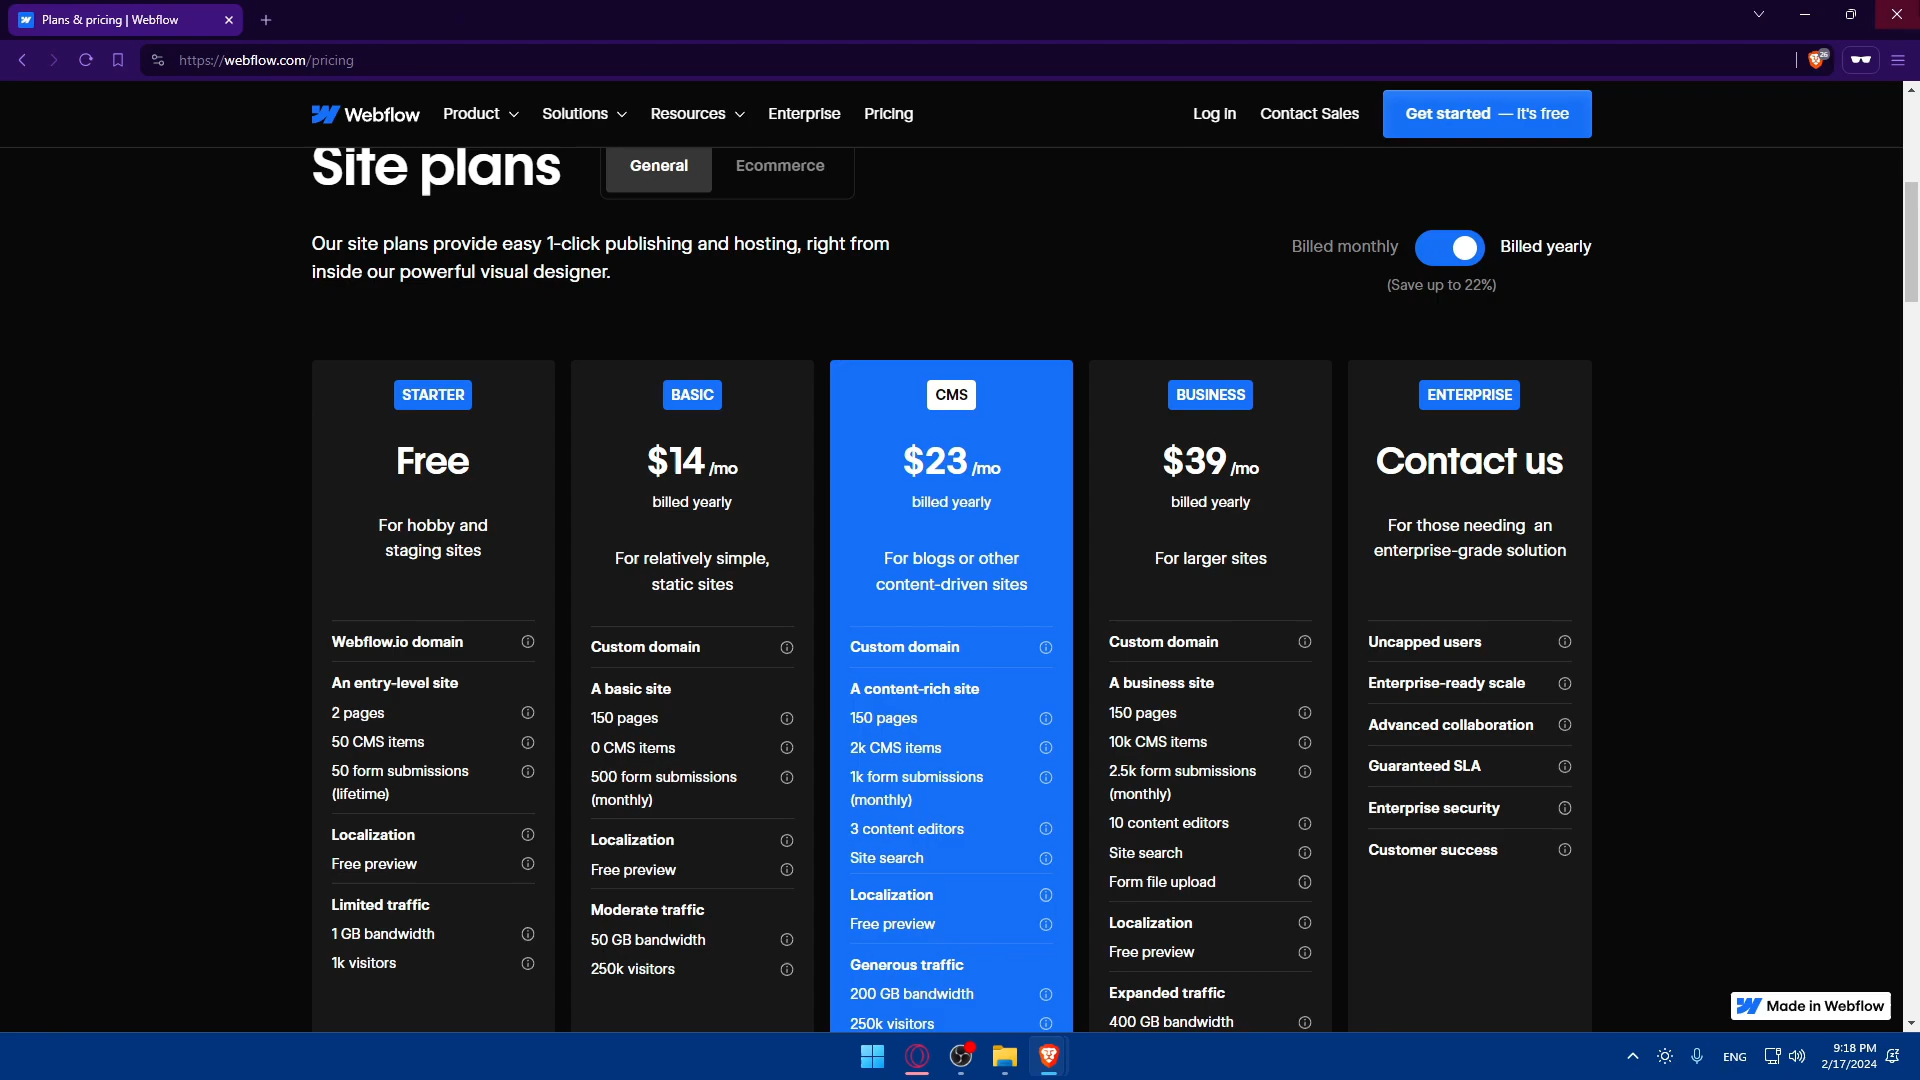 Plans & pricing | Webflow
https://webflow.com/pricing
26
Webflow
Product
Solutions
Resources
Enterprise
Pricing
Log in
Contact Sales
Get started — it's free
Site plans
General
Ecommerce
Our site plans provide easy 1-click publishing and hosting, right from
inside our powerful visual designer.
Billed monthly
Billed yearly
(Save up to 22%)
STARTER
Free
For hobby and
staging sites
Webflow.io domain
An entry-level site
2 pages
50 CMS items
50 form submissions
(lifetime)
Localization
Free preview
Limited traffic
1 GB bandwidth
1k visitors
BASIC
$14 /mo
billed yearly
For relatively simple,
static sites
Custom domain
A basic site
150 pages
0 CMS items
500 form submissions
(monthly)
Localization
Free preview
Moderate traffic
50 GB bandwidth
250k visitors
CMS
$23 /mo
billed yearly
For blogs or other
content-driven sites
Custom domain
A content-rich site
150 pages
2k CMS items
1k form submissions
(monthly)
3 content editors
Site search
Localization
Free preview
Generous traffic
200 GB bandwidth
250k visitors
BUSINESS
$39 /mo
billed yearly
For larger sites
Custom domain
A business site
150 pages
10k CMS items
2.5k form submissions
(monthly)
10 content editors
Site search
Form file upload
Localization
Free preview
Expanded traffic
400 GB bandwidth
ENTERPRISE
Contact us
For those needing an
enterprise-grade solution
Uncapped users
Enterprise-ready scale
Advanced collaboration
Guaranteed SLA
Enterprise security
Customer success
Made in Webflow
ENG
9:18 PM
2/17/2024